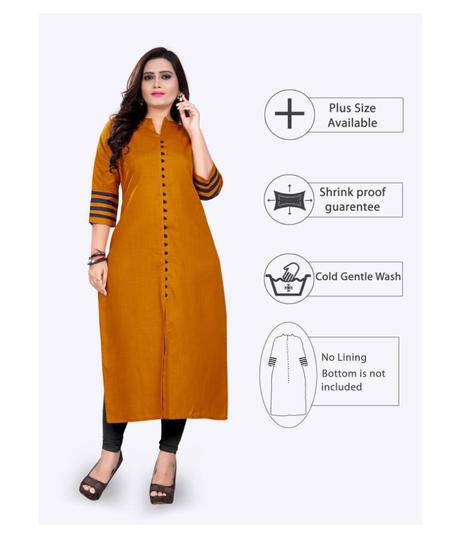 Plus Size
Available
Shrink proof
guarentee
Cold Gentle Wash
No Lining
Bottom is not
included